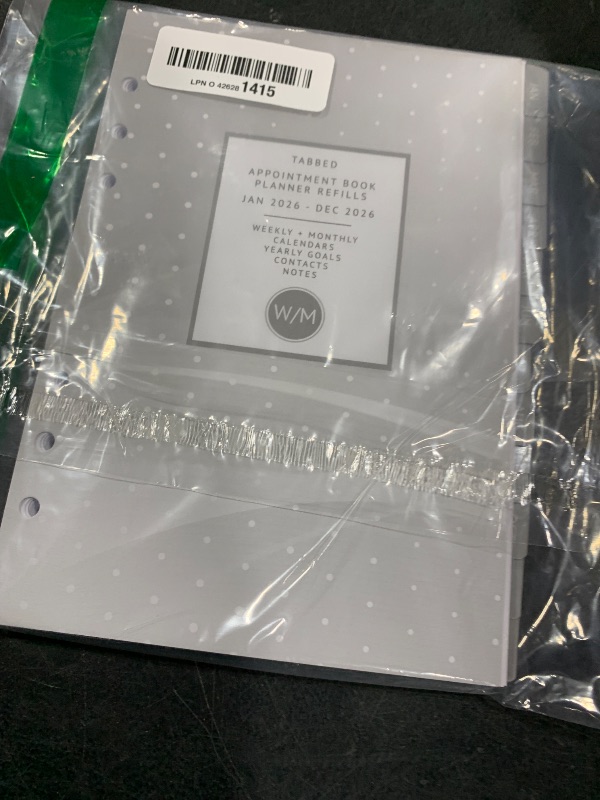 LPN O 42628 1415
TABBED
APPOINTMENT BOOK
PLANNER REFILLS
JAN 2026 - DEC 2026
WEEKLY + MONTHLY
CALENDARS
YEARLY GOALS
CONTACTS
NOTES
W/M